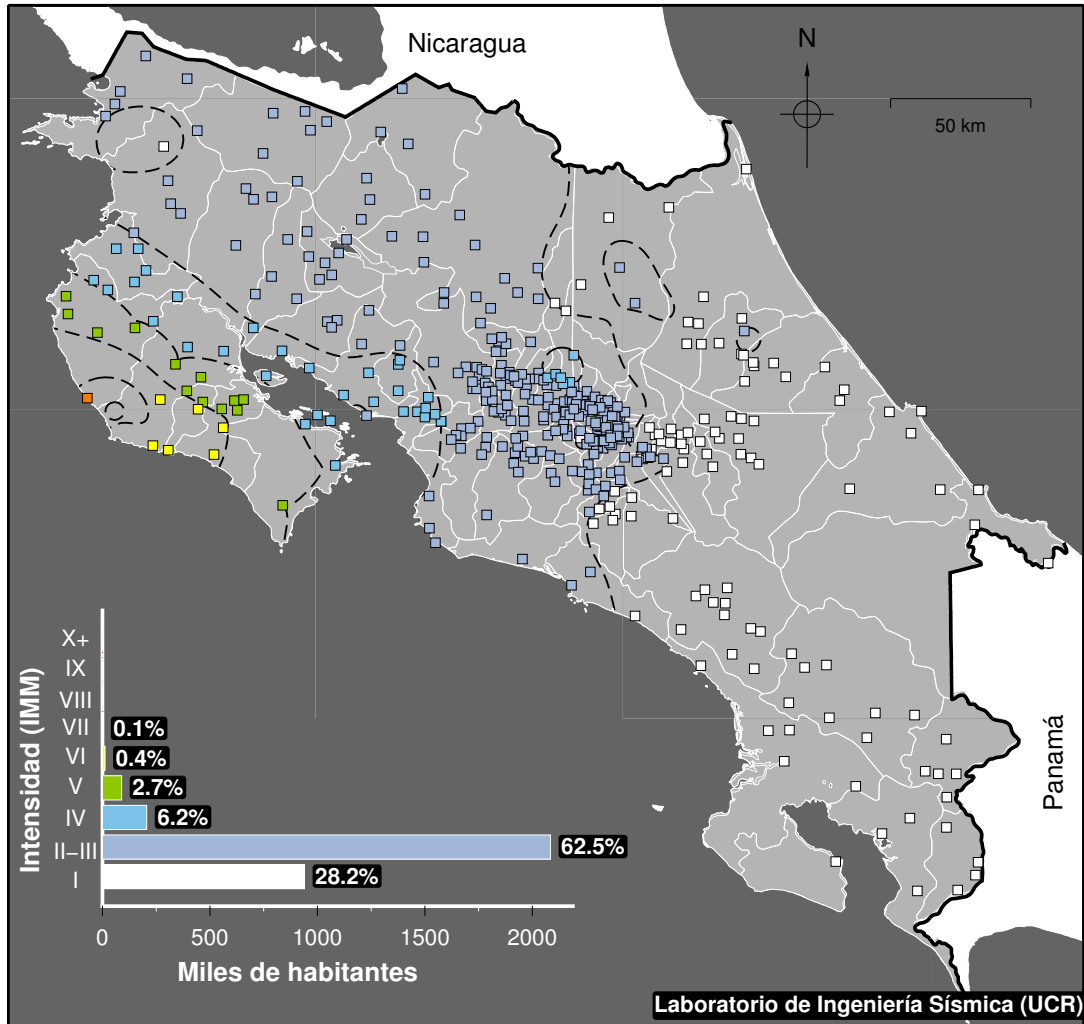 Nicaragua
N
50 km
Panamá
Intensidad (IMM)
X+
IX
VIII
VII 0.1%
VI 0.4%
V 2.7%
IV 6.2%
II–III 62.5%
I 28.2%
0 500 1000 1500 2000
Miles de habitantes
Laboratorio de Ingeniería Sísmica (UCR)